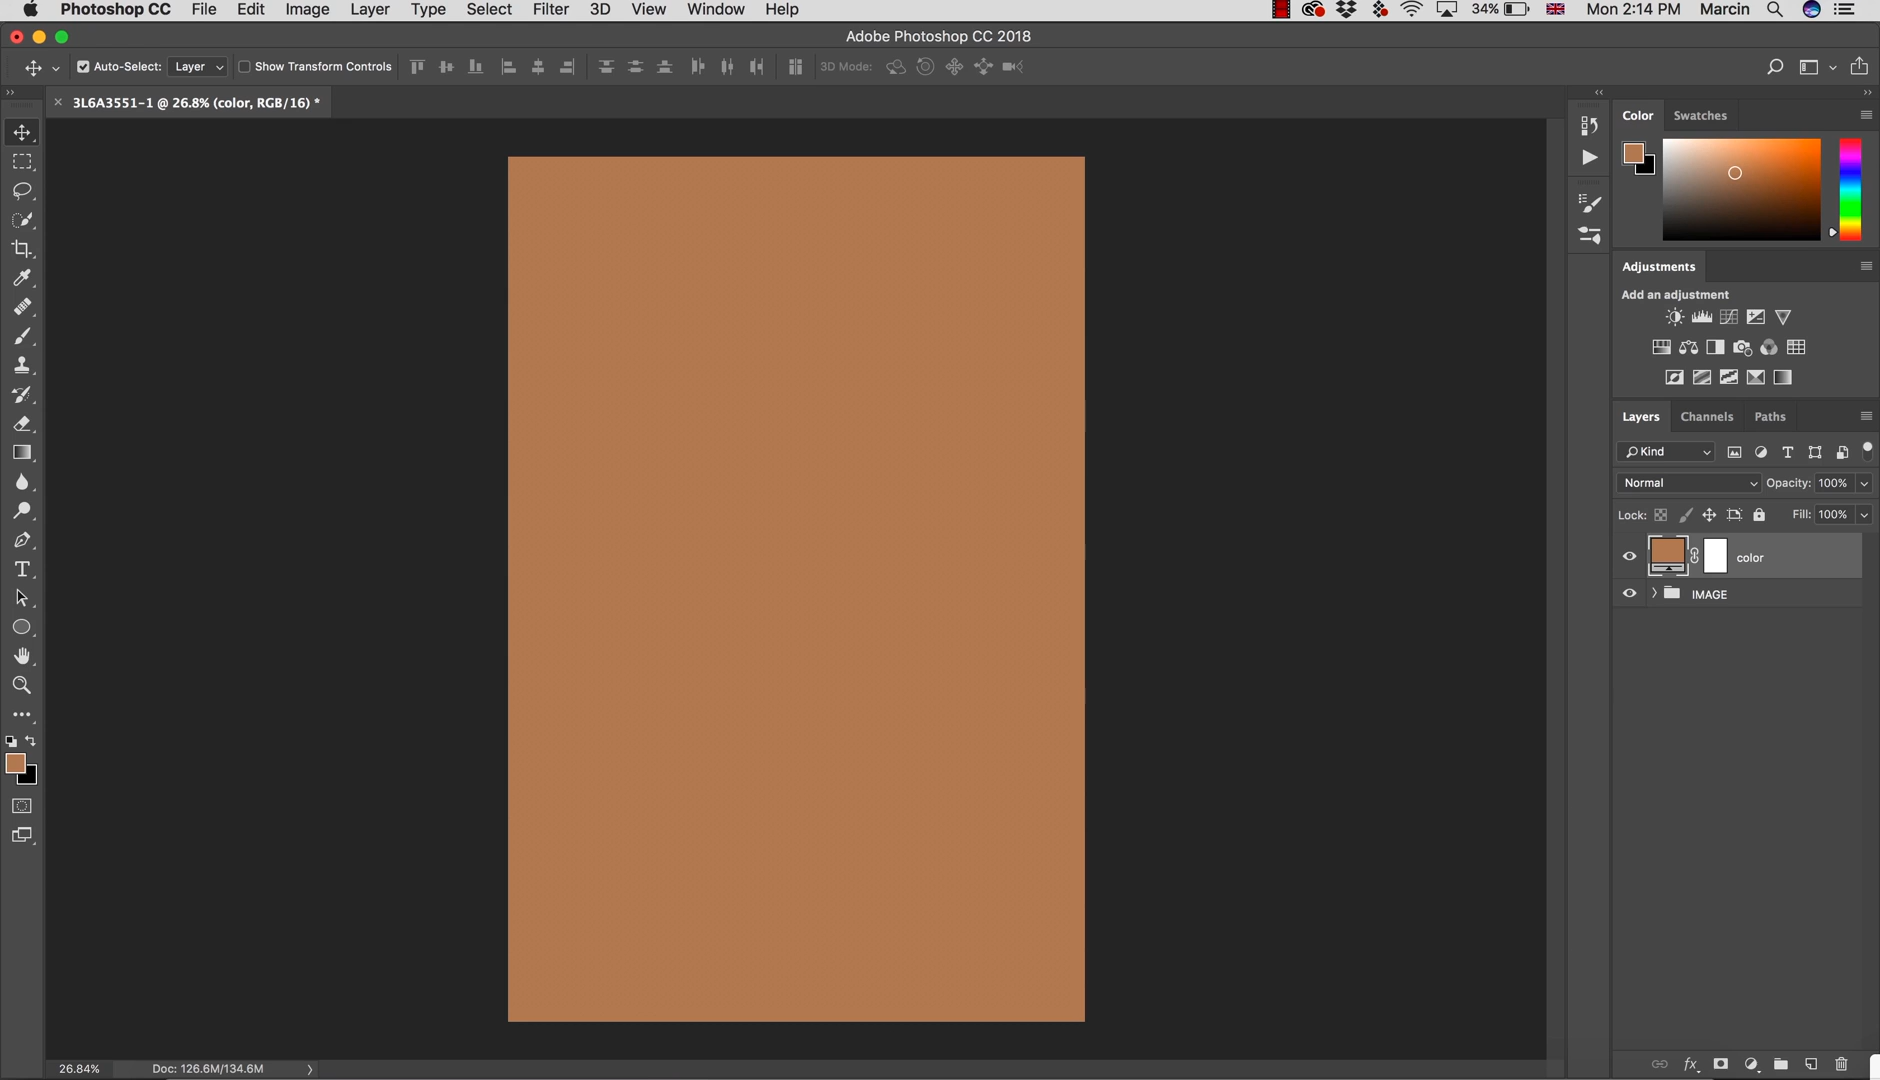 Photoshop CC File Edit Image Layer Type Select Filter 3D View Window Help 34% Mon 2:14 PM Marcin
Adobe Photoshop CC 2018
Auto-Select: Layer Show Transform Controls 3D Mode:
3L6A3551-1 @ 26.8% (color, RGB/16) *
Color Swatches
Adjustments
Add an adjustment
Layers Channels Paths
Kind
Normal Opacity: 100%
Lock: Fill: 100%
color
IMAGE
fx
26.84% Doc: 126.6M/134.6M